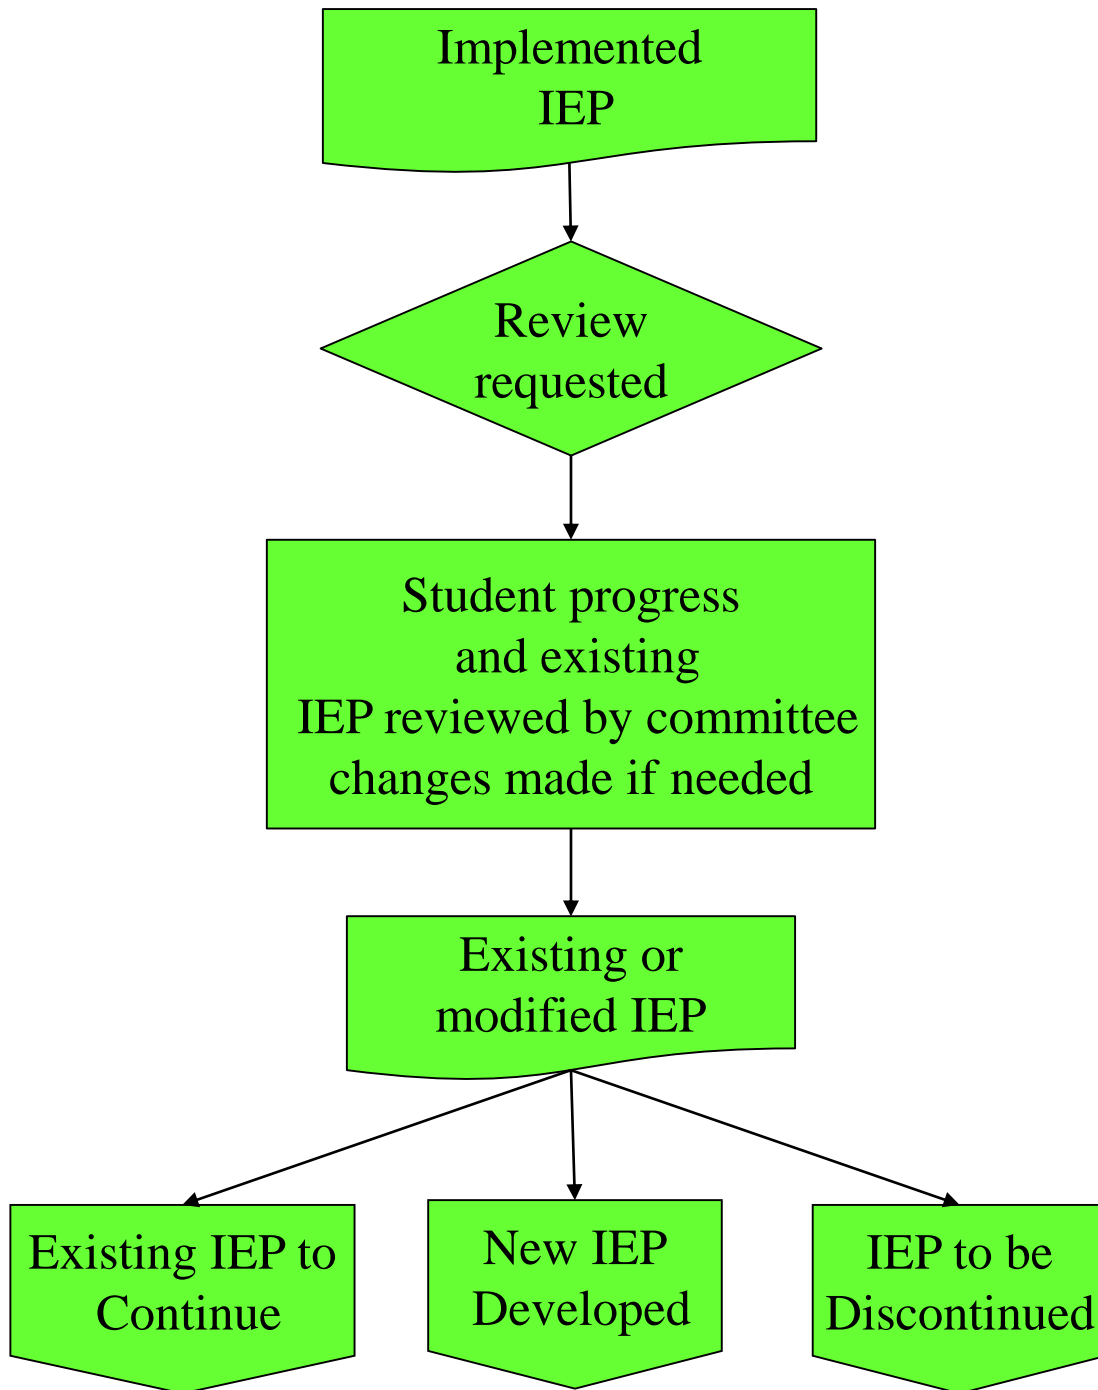 Implemented
IEP
Review
requested
Student progress
and existing
IEP reviewed by committee
changes made if needed
Existing or
modified IEP
Existing IEP to
Continue
New IEP
Developed
IEP to be
Discontinued